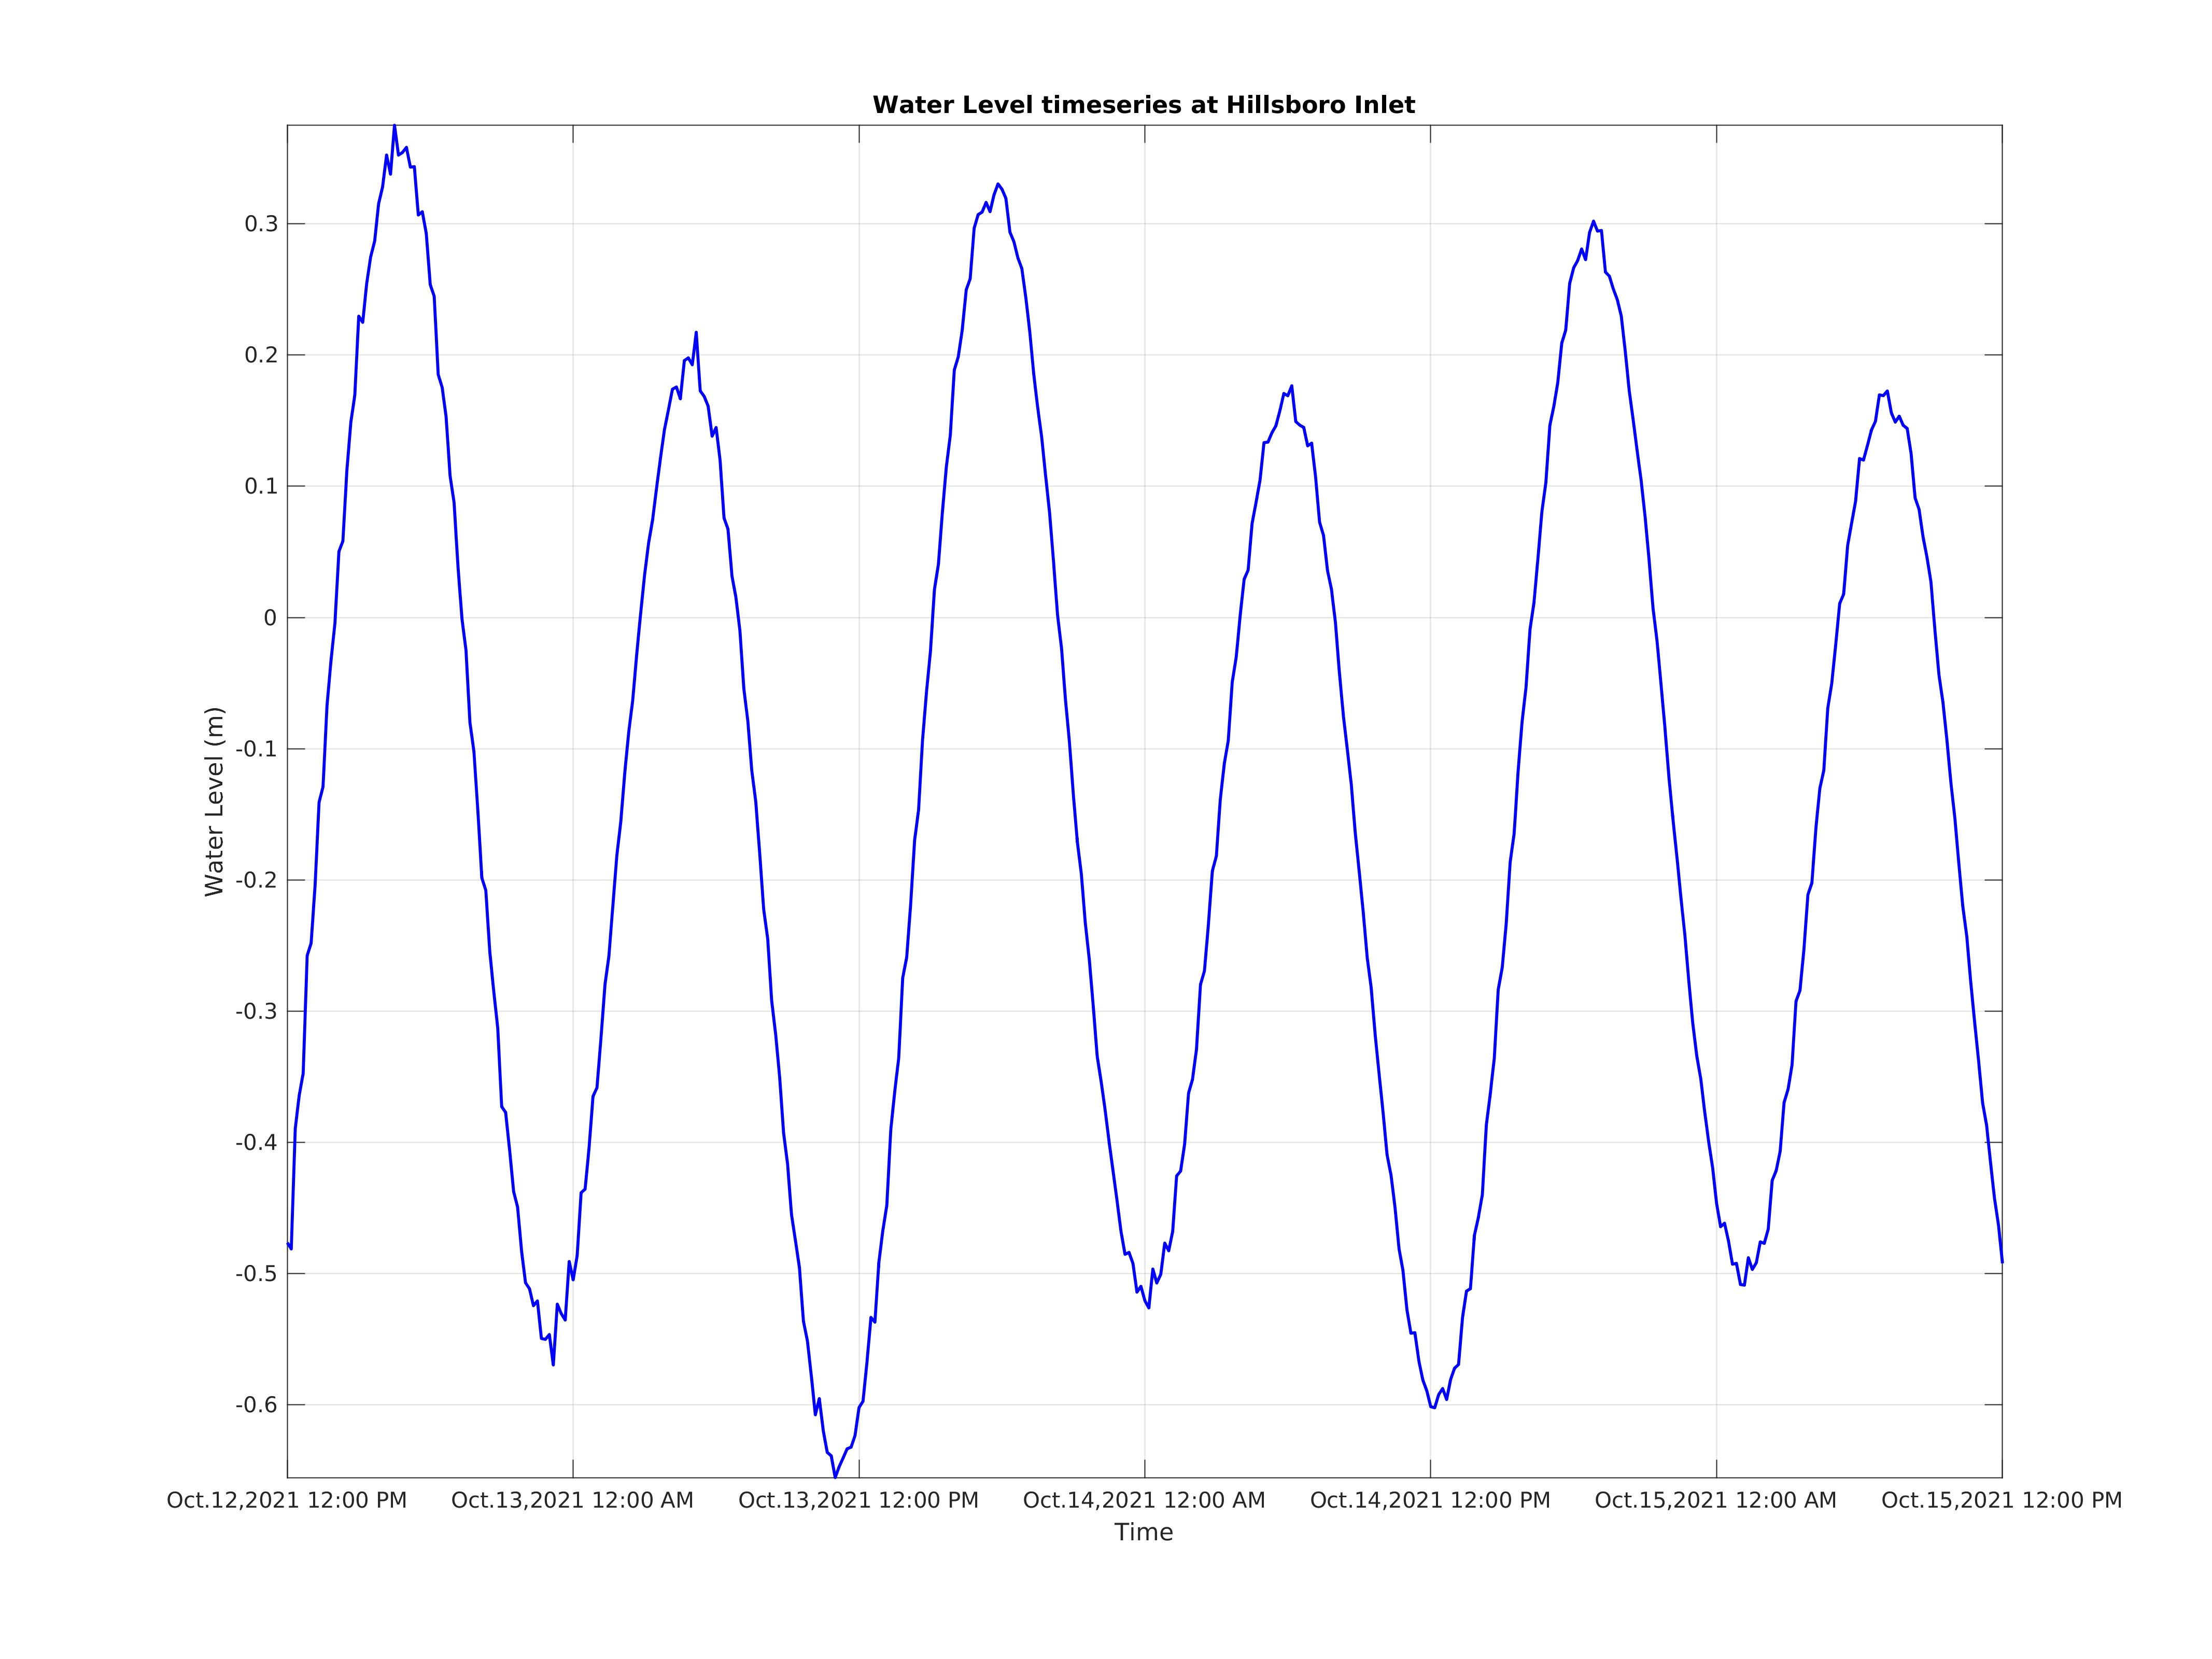 Water Level timeseries at Hillsboro Inlet
0.3
0.2
0.1
0
-0.1
-0.2
-0.3
-0.4
-0.5
-0.6
Water Level (m)
Oct.12,2021 12:00 PM
Oct.13,2021 12:00 AM
Oct.13,2021 12:00 PM
Oct.14,2021 12:00 AM
Oct.14,2021 12:00 PM
Oct.15,2021 12:00 AM
Oct.15,2021 12:00 PM
Time